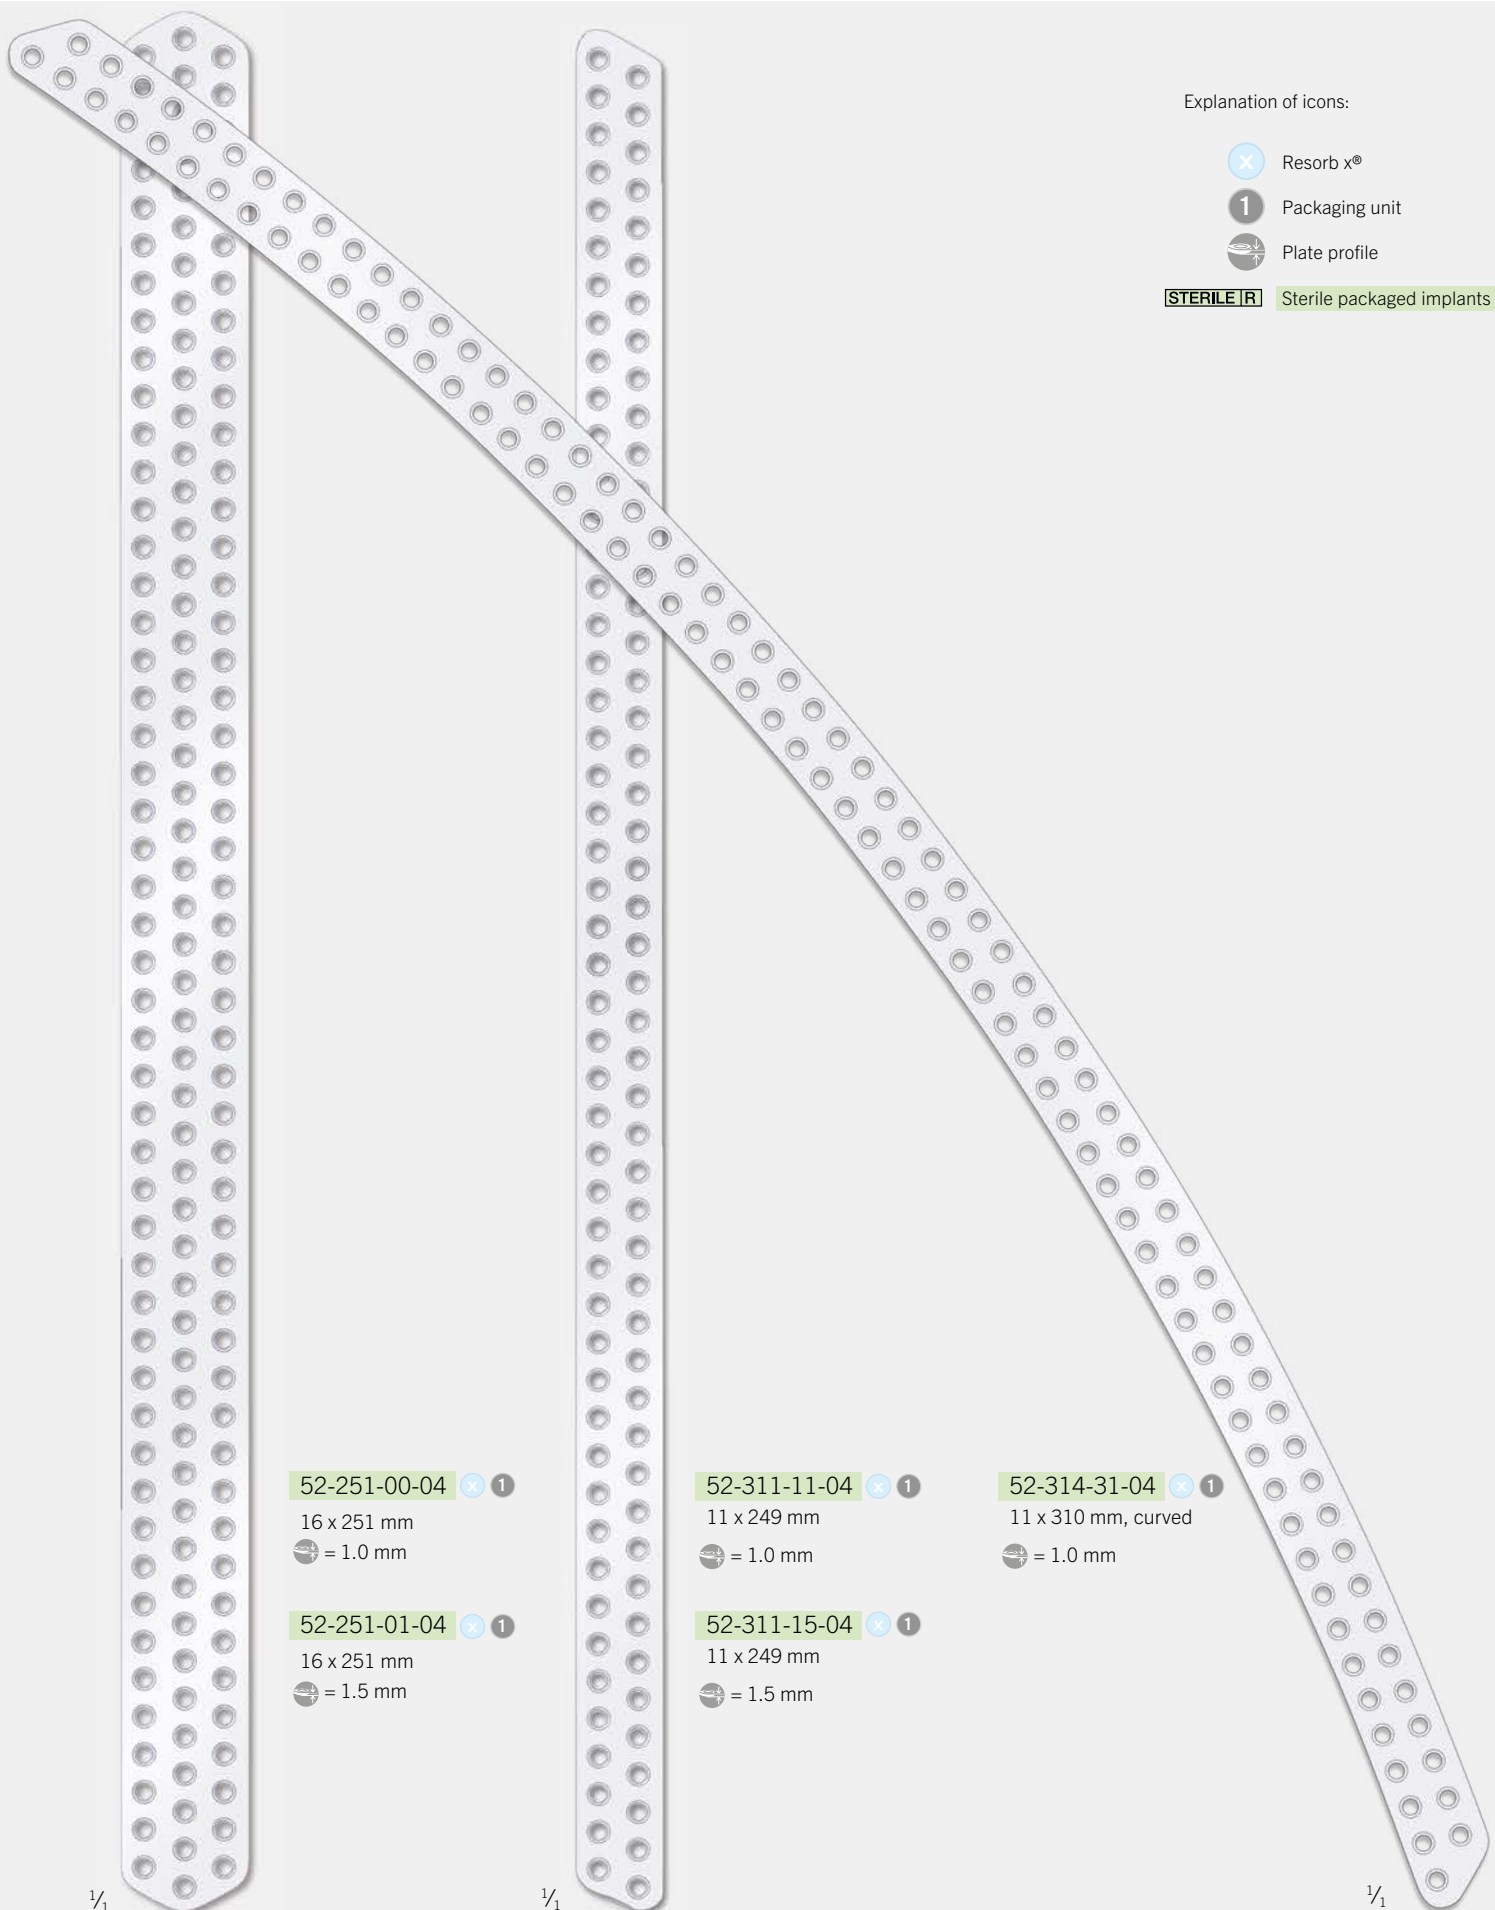 Explanation of icons:
x Resorb x®
1 Packaging unit
Plate profile
STERILE R Sterile packaged implants
52-251-00-04 x 1
16 x 251 mm
= 1.0 mm
52-251-01-04 x 1
16 x 251 mm
= 1.5 mm
52-311-11-04 x 1
11 x 249 mm
= 1.0 mm
52-311-15-04 x 1
11 x 249 mm
= 1.5 mm
52-314-31-04 x 1
11 x 310 mm, curved
= 1.0 mm
1/1
1/1
1/1